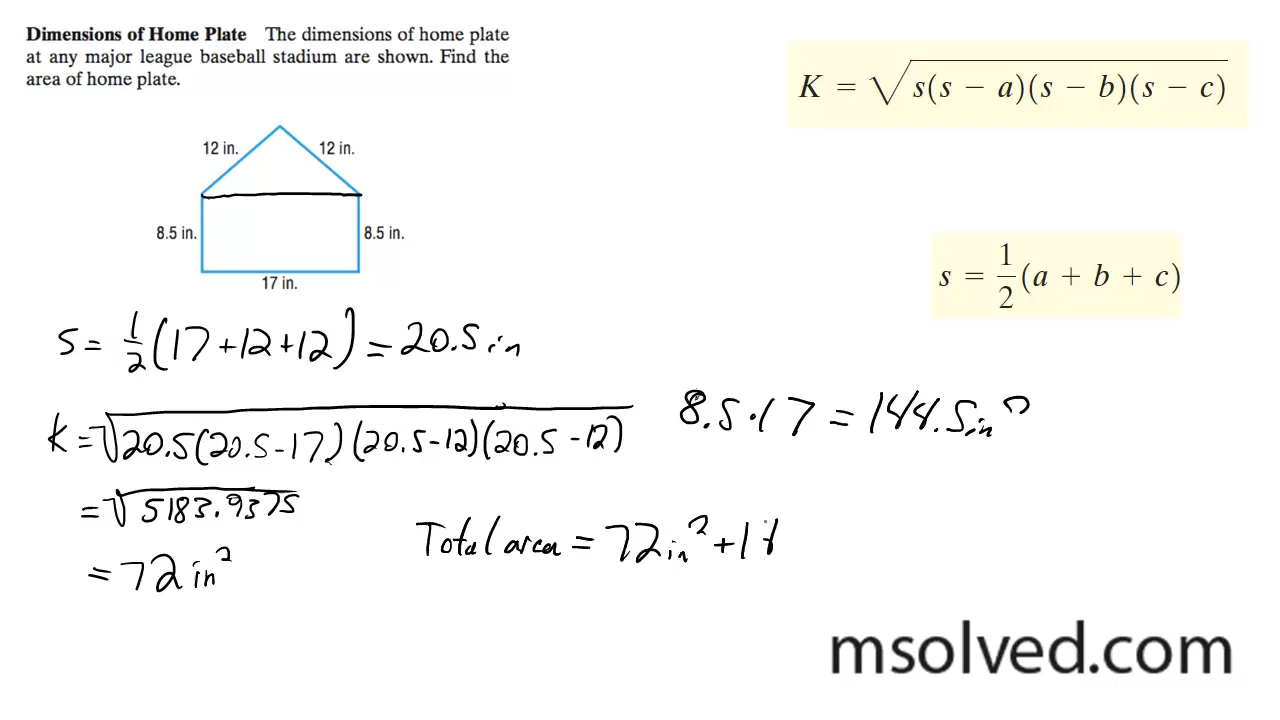 Dimensions of Home Plate The dimensions of home plate
at any major league baseball stadium are shown. Find the
area of home plate.
K = √s(s − a)(s − b)(s − c)
12 in. 12 in.
8.5 in. 8.5 in.
17 in.
s = 1/2 (a + b + c)
S = 1/2 (17+12+12) = 20.5 in
K = √20.5(20.5-17)(20.5-12)(20.5-12)
8.5·17 = 144.5 in²
= √5183.9375
= 72 in²
Total area = 72 in² + 1
msolved.com